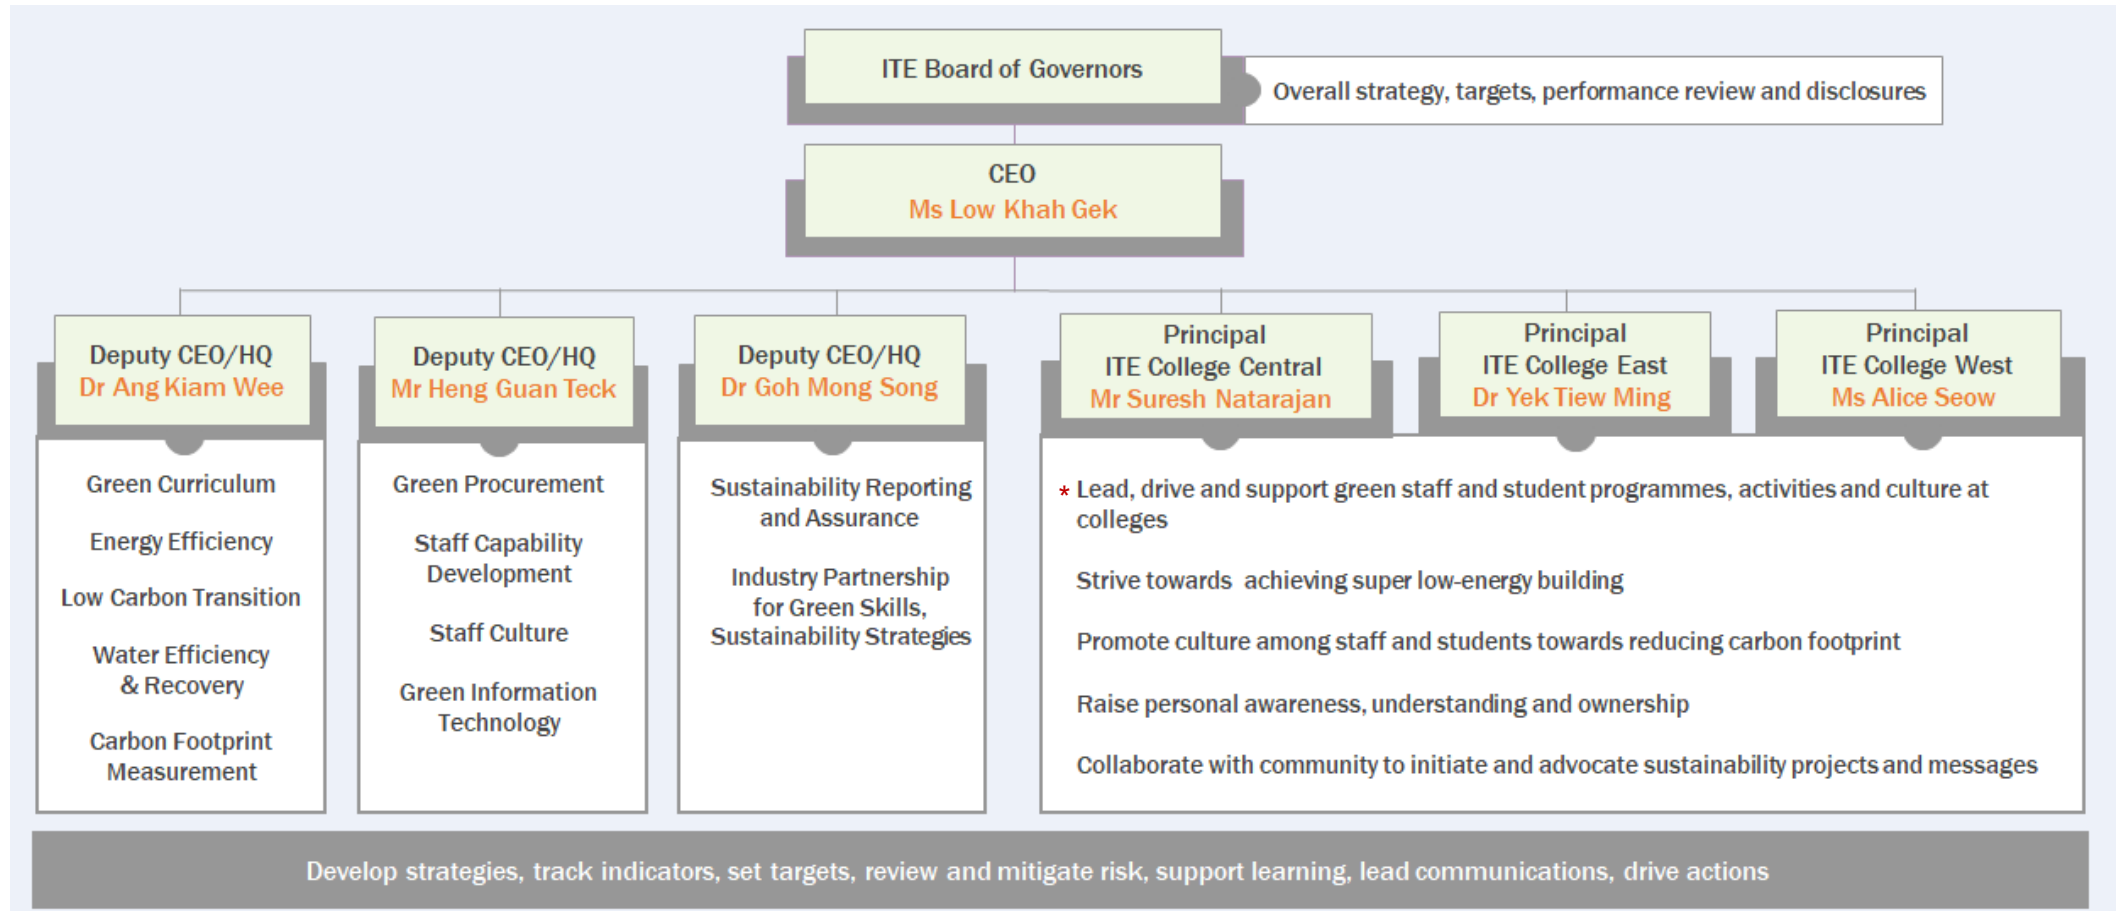 ITE Board of Governors
Overall strategy, targets, performance review and disclosures
CEO
Ms Low Khah Gek
Deputy CEO/HQ
Dr Ang Kiam Wee
Green Curriculum
Energy Efficiency
Low Carbon Transition
Water Efficiency
& Recovery
Carbon Footprint
Measurement
Deputy CEO/HQ
Mr Heng Guan Teck
Green Procurement
Staff Capability
Development
Staff Culture
Green Information
Technology
Deputy CEO/HQ
Dr Goh Mong Song
Sustainability Reporting
and Assurance
Industry Partnership
for Green Skills,
Sustainability Strategies
Principal
ITE College Central
Mr Suresh Natarajan
Principal
ITE College East
Dr Yek Tiew Ming
Principal
ITE College West
Ms Alice Seow
* Lead, drive and support green staff and student programmes, activities and culture at
colleges
Strive towards achieving super low-energy building
Promote culture among staff and students towards reducing carbon footprint
Raise personal awareness, understanding and ownership
Collaborate with community to initiate and advocate sustainability projects and messages
Develop strategies, track indicators, set targets, review and mitigate risk, support learning, lead communications, drive actions